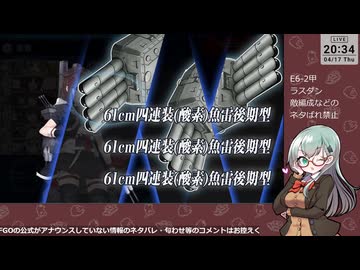 LIVE
20:34
04/17 Thu
E6-2甲
ラスダン
敵編成などの
ネタばれ禁止
61cm四連装(酸素)魚雷後期型
61cm四連装(酸素)魚雷後期型
61cm四連装(酸素)魚雷後期型
FGOの公式がアナウンスしていない情報のネタバレ・匂わせ等のコメントはお控えく